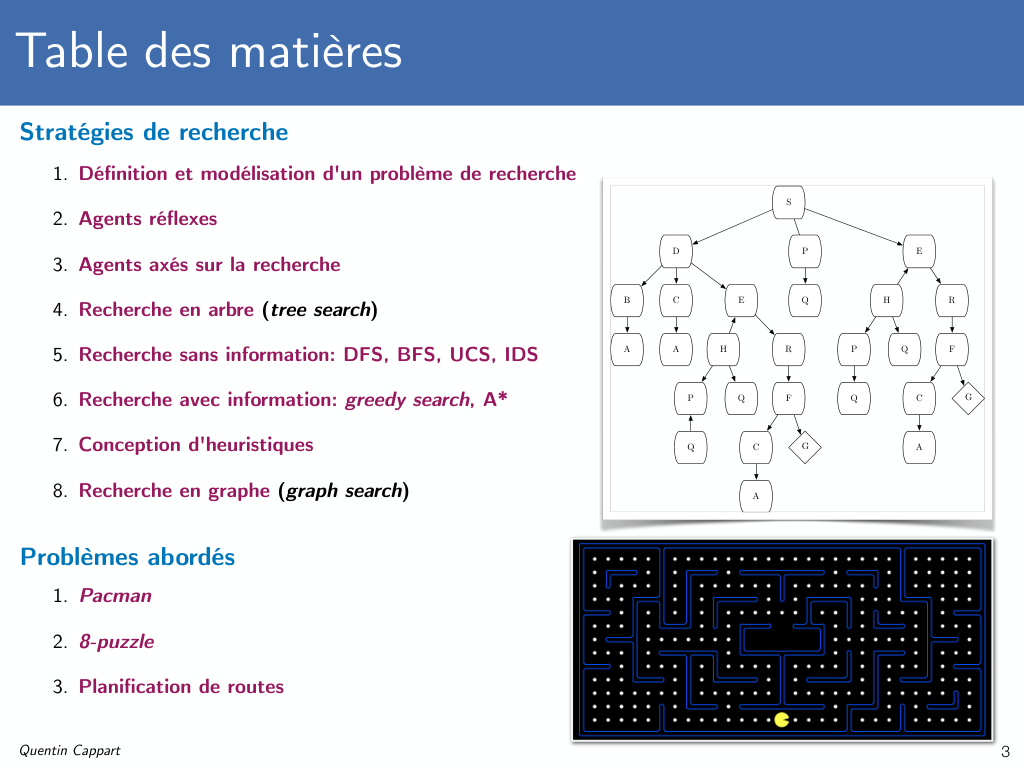 Table des matières
Stratégies de recherche
1. Définition et modélisation d'un problème de recherche
2. Agents réflexes
3. Agents axés sur la recherche
4. Recherche en arbre (tree search)
5. Recherche sans information: DFS, BFS, UCS, IDS
6. Recherche avec information: greedy search, A*
7. Conception d'heuristiques
8. Recherche en graphe (graph search)
S
D P E
B C E Q H R
A A H R P Q F
P Q F Q C G
Q C G A
A
Problèmes abordés
1. Pacman
2. 8-puzzle
3. Planification de routes
Quentin Cappart
3